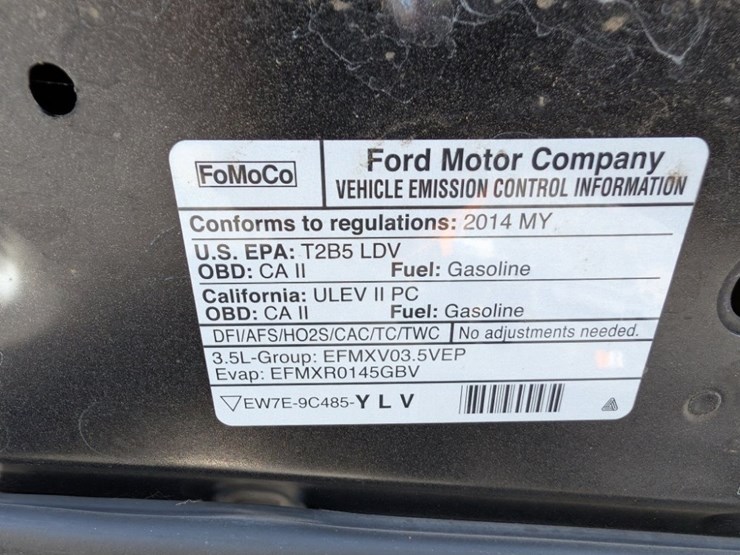 FoMoCo
Ford Motor Company
VEHICLE EMISSION CONTROL INFORMATION
Conforms to regulations: 2014 MY
U.S. EPA: T2B5 LDV
OBD: CA II Fuel: Gasoline
California: ULEV II PC
OBD: CA II Fuel: Gasoline
DFI/AFS/HO2S/CAC/TC/TWC No adjustments needed.
3.5L-Group: EFMXV03.5VEP
Evap: EFMXR0145GBV
EW7E-9C485-Y L V